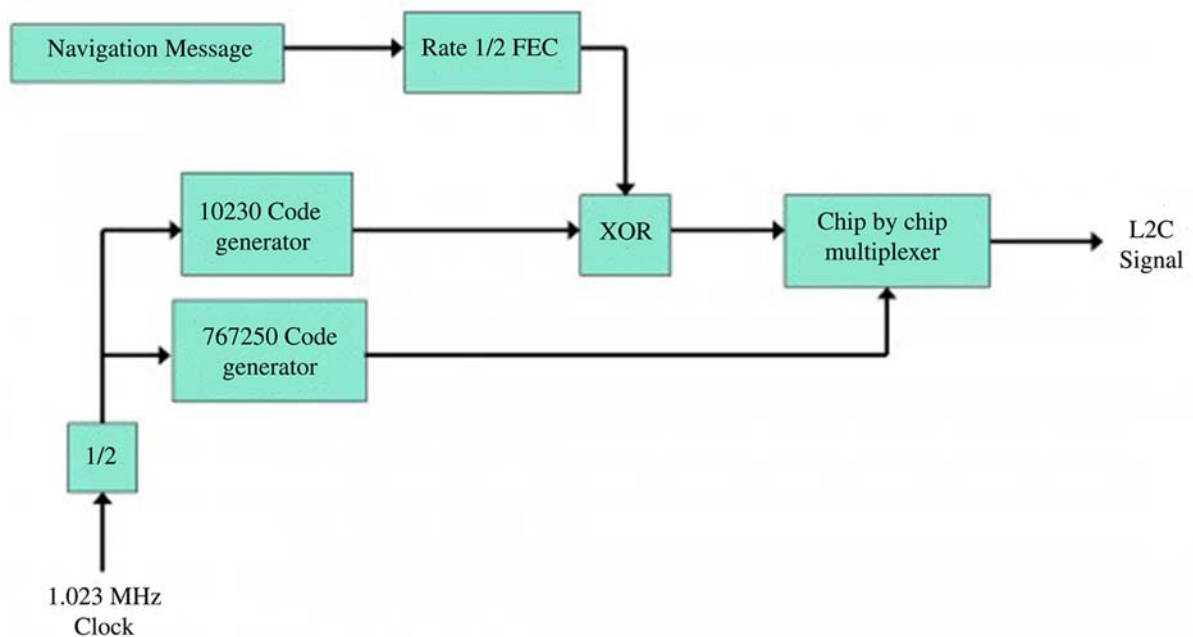 Navigation Message
Rate 1/2 FEC
10230 Code
generator
XOR
Chip by chip
multiplexer
L2C
Signal
767250 Code
generator
1/2
1.023 MHz
Clock